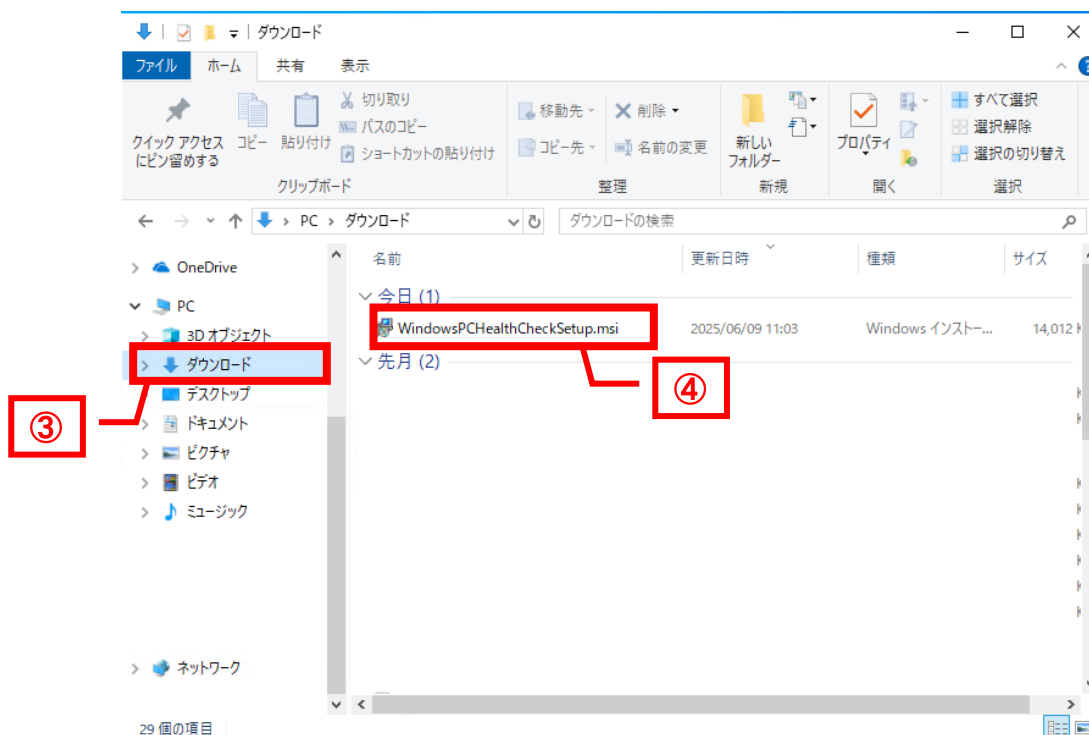 ダウンロード
ファイル ホーム 共有 表示
クイック アクセス
にピン留めする
コピー
貼り付け
切り取り
パスのコピー
ショートカットの貼り付け
クリップボード
移動先
コピー先
削除
名前の変更
整理
新しい
フォルダー
新規
プロパティ
開く
すべて選択
選択解除
選択の切り替え
選択
PC › ダウンロード
ダウンロードの検索
名前 更新日時 種類 サイズ
OneDrive
PC
3D オブジェクト
ダウンロード
デスクトップ
ドキュメント
ピクチャ
ビデオ
ミュージック
ネットワーク
今日 (1)
WindowsPCHealthCheckSetup.msi 2025/06/09 11:03 Windows インストー... 14,012
先月 (2)
③
④
29 個の項目